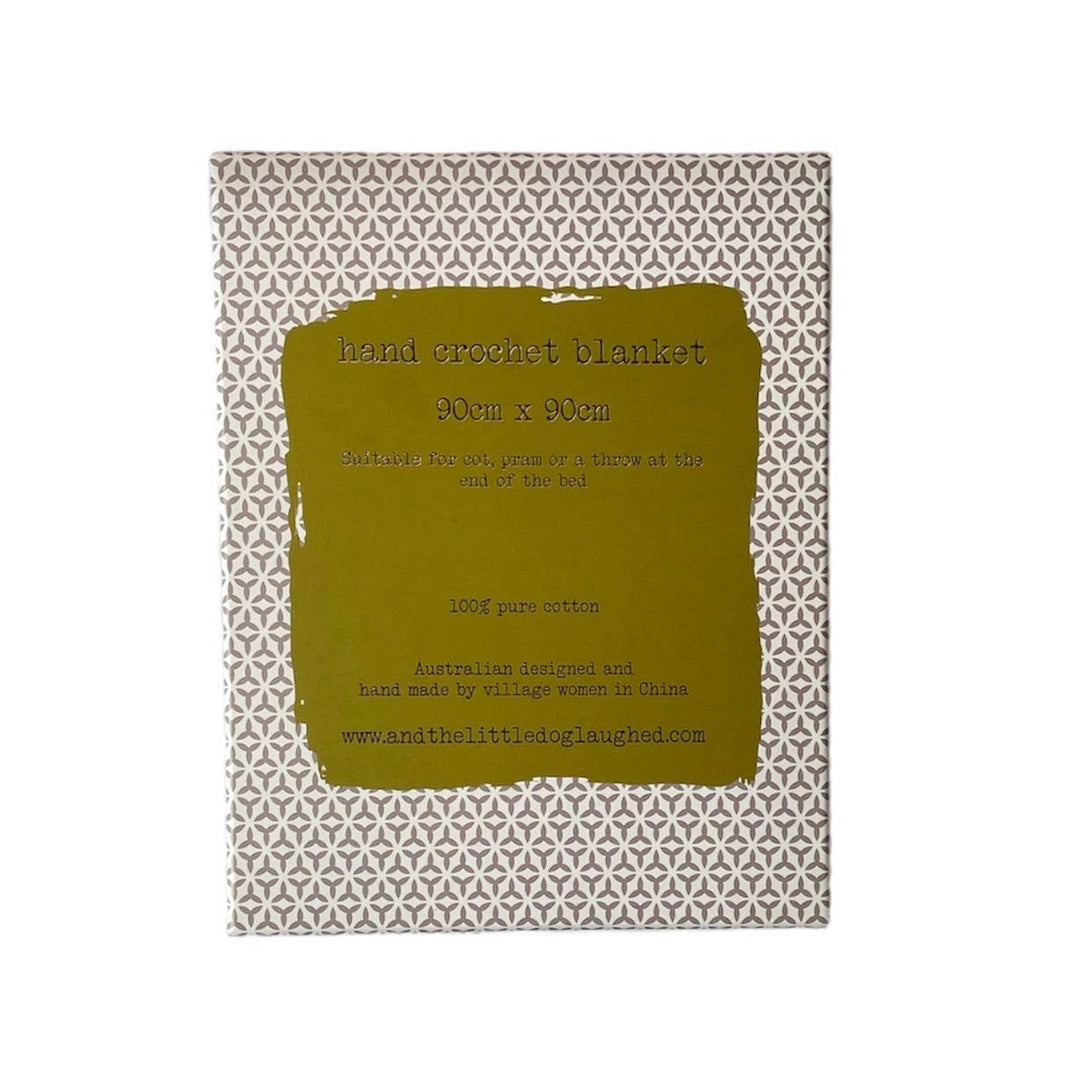 hand crochet blanket
90cm x 90cm
Suitable for cot, pram or a throw at the
end of the bed
100% pure cotton
Australian designed and
hand made by village women in China
www.andthelittledoglaughed.com